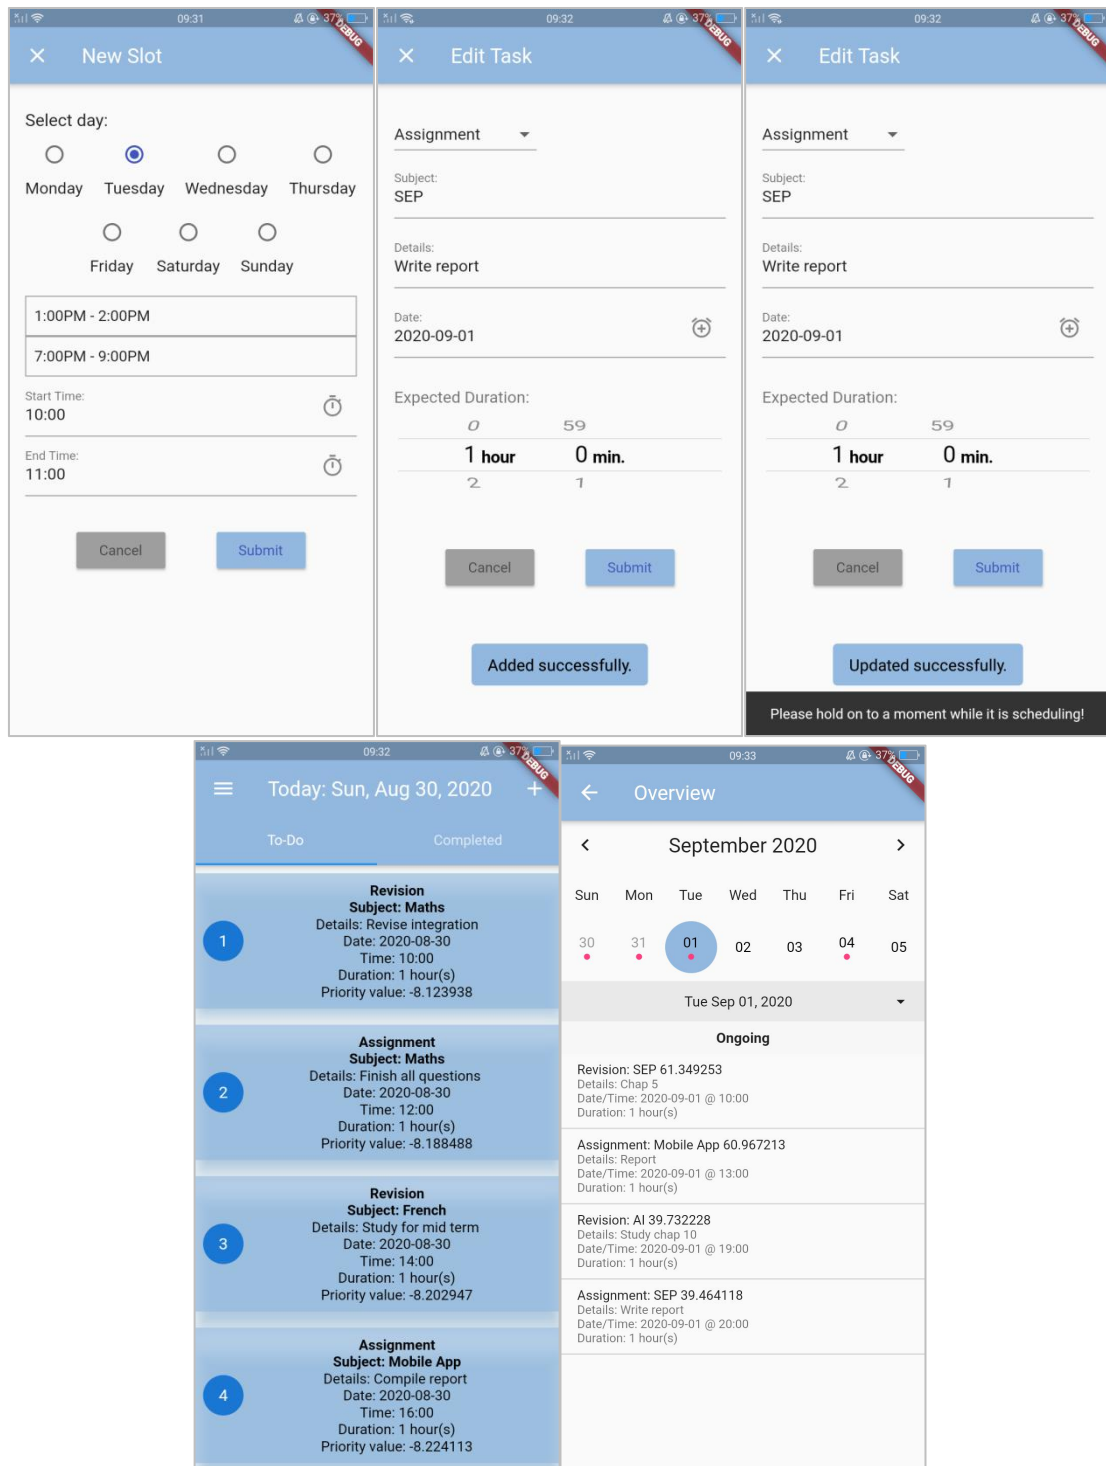 09:31
37%
DEBUG
New Slot
Select day:
Monday Tuesday Wednesday Thursday
Friday Saturday Sunday
1:00PM - 2:00PM
7:00PM - 9:00PM
Start Time:
10:00
End Time:
11:00
Cancel Submit
09:32
37%
DEBUG
Edit Task
Assignment
Subject:
SEP
Details:
Write report
Date:
2020-09-01
Expected Duration:
0 59
1 hour 0 min.
2 1
Cancel Submit
Added successfully.
09:32
37%
DEBUG
Edit Task
Assignment
Subject:
SEP
Details:
Write report
Date:
2020-09-01
Expected Duration:
0 59
1 hour 0 min.
2 1
Cancel Submit
Updated successfully.
Please hold on to a moment while it is scheduling!
09:32
37%
DEBUG
Today: Sun, Aug 30, 2020 +
To-Do Completed
1
Revision
Subject: Maths
Details: Revise integration
Date: 2020-08-30
Time: 10:00
Duration: 1 hour(s)
Priority value: -8.123938
2
Assignment
Subject: Maths
Details: Finish all questions
Date: 2020-08-30
Time: 12:00
Duration: 1 hour(s)
Priority value: -8.188488
3
Revision
Subject: French
Details: Study for mid term
Date: 2020-08-30
Time: 14:00
Duration: 1 hour(s)
Priority value: -8.202947
4
Assignment
Subject: Mobile App
Details: Compile report
Date: 2020-08-30
Time: 16:00
Duration: 1 hour(s)
Priority value: -8.224113
09:33
37%
DEBUG
Overview
September 2020
Sun Mon Tue Wed Thu Fri Sat
30 31 01 02 03 04 05
Tue Sep 01, 2020
Ongoing
Revision: SEP 61.349253
Details: Chap 5
Date/Time: 2020-09-01 @ 10:00
Duration: 1 hour(s)
Assignment: Mobile App 60.967213
Details: Report
Date/Time: 2020-09-01 @ 13:00
Duration: 1 hour(s)
Revision: AI 39.732228
Details: Study chap 10
Date/Time: 2020-09-01 @ 19:00
Duration: 1 hour(s)
Assignment: SEP 39.464118
Details: Write report
Date/Time: 2020-09-01 @ 20:00
Duration: 1 hour(s)